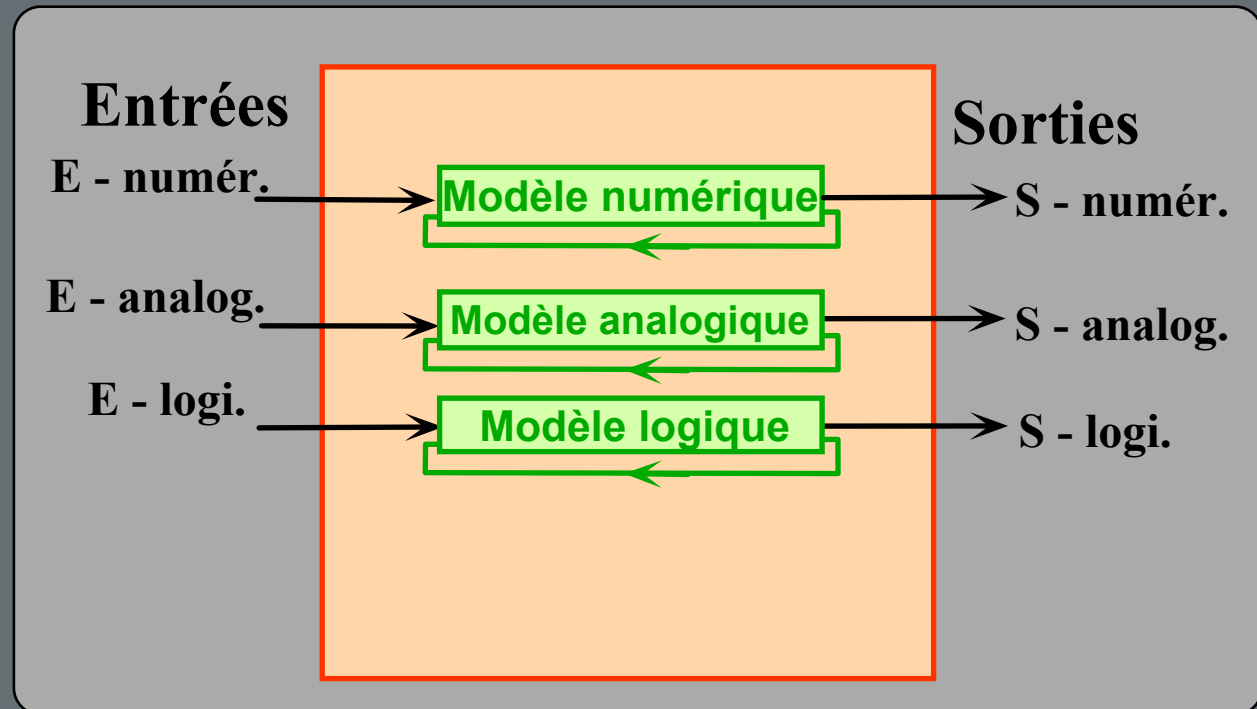 Entrées
Sorties
E - numér.
Modèle numérique
S - numér.
E - analog.
Modèle analogique
S - analog.
E - logi.
Modèle logique
S - logi.